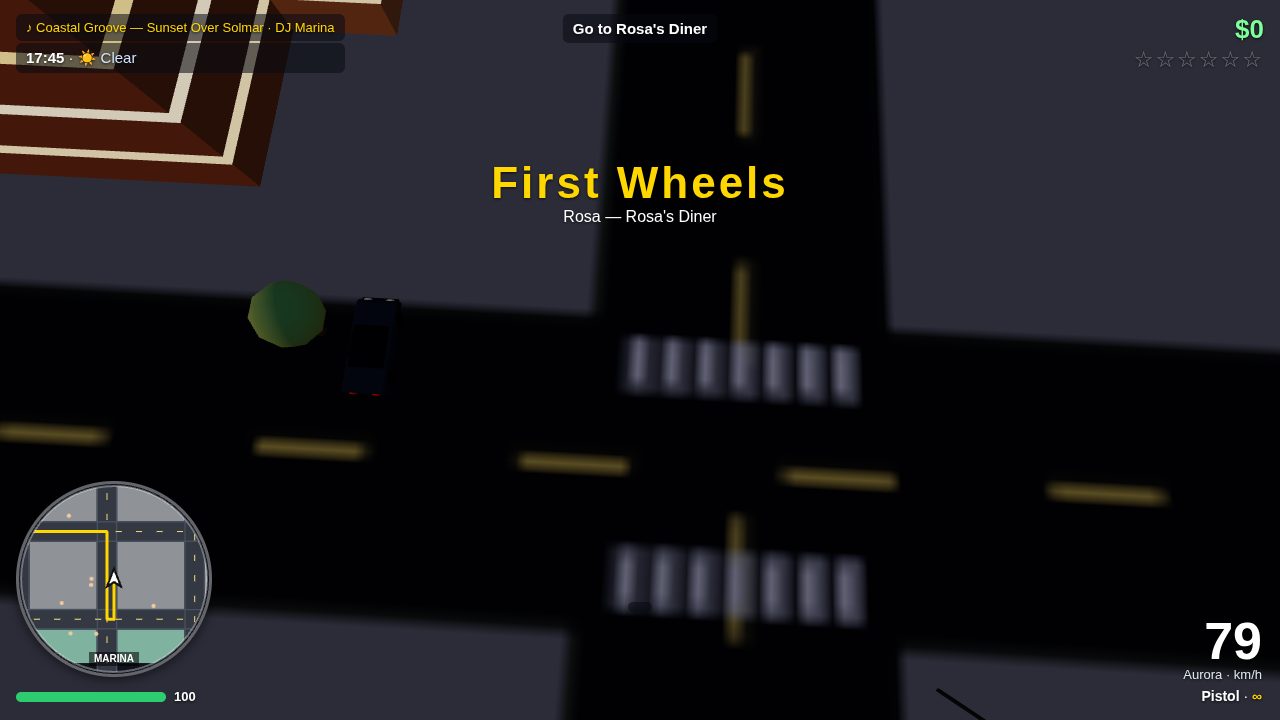 ♪ Coastal Groove — Sunset Over Solmar · DJ Marina
17:45 · ☀️ Clear
Go to Rosa's Diner
$0
☆☆☆☆☆☆
First Wheels
Rosa — Rosa's Diner
MARINA
100
79
Aurora · km/h
Pistol · ∞